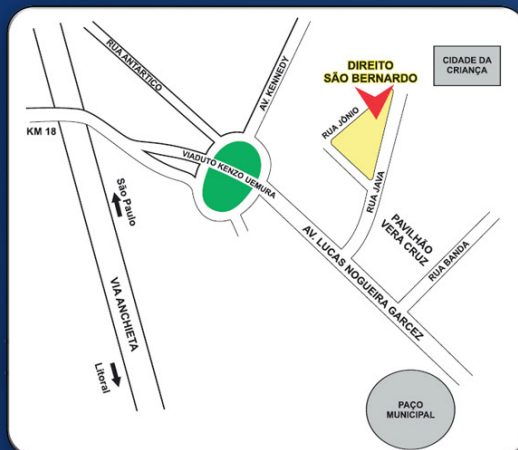 RUA ANTARTICO
AV. KENNEDY
DIREITO
SÃO BERNARDO
CIDADE DA
CRIANÇA
RUA JÔNIO
KM 18
VIADUTO KENZO UEMURA
São Paulo
RUA JAVA
PAVILHÃO
VERA CRUZ
AV. LUCAS NOGUEIRA GARCEZ
RUA BANDA
VIA ANCHIETA
Litoral
PAÇO
MUNICIPAL